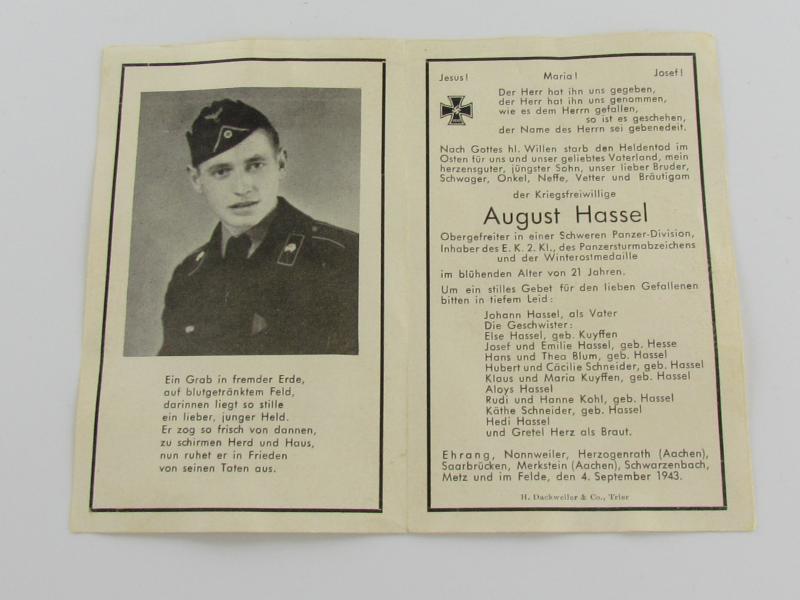 Ein Grab in fremder Erde,
auf blutgetränktem Feld,
darinnen liegt so stille
ein lieber, junger Held.
Er zog so frisch von dannen,
zu schirmen Herd und Haus,
nun ruhet er in Frieden
von seinen Taten aus.
Jesus! Maria! Josef!
Der Herr hat ihn uns gegeben,
der Herr hat ihn uns genommen,
wie es dem Herrn gefallen,
so ist es geschehen,
der Name des Herrn sei gebenedeit.
Nach Gottes hl. Willen starb den Heldentod im
Osten für uns und unser geliebtes Vaterland, mein
herzensguter, jüngster Sohn, unser lieber Bruder,
Schwager, Onkel, Neffe, Vetter und Bräutigam
der Kriegsfreiwillige
August Hassel
Obergefreiter in einer Schweren Panzer-Division,
Inhaber des E. K. 2. Kl., des Panzersturmabzeichens
und der Winterostmedaille
im blühenden Alter von 21 Jahren.
Um ein stilles Gebet für den lieben Gefallenen
bitten in tiefem Leid:
Johann Hassel, als Vater
Die Geschwister:
Else Hassel, geb. Kuyffen
Josef und Emilie Hassel, geb. Hesse
Hans und Thea Blum, geb. Hassel
Hubert und Cäcilie Schneider, geb. Hassel
Klaus und Maria Kuyffen, geb. Hassel
Aloys Hassel
Rudi und Hanne Kohl, geb. Hassel
Käthe Schneider, geb. Hassel
Hedi Hassel
und Gretel Herz als Braut.
Ehrang, Nonnweiler, Herzogenrath (Aachen),
Saarbrücken, Merkstein (Aachen), Schwarzenbach,
Metz und im Felde, den 4. September 1943.
H. Dackweiler & Co., Trier